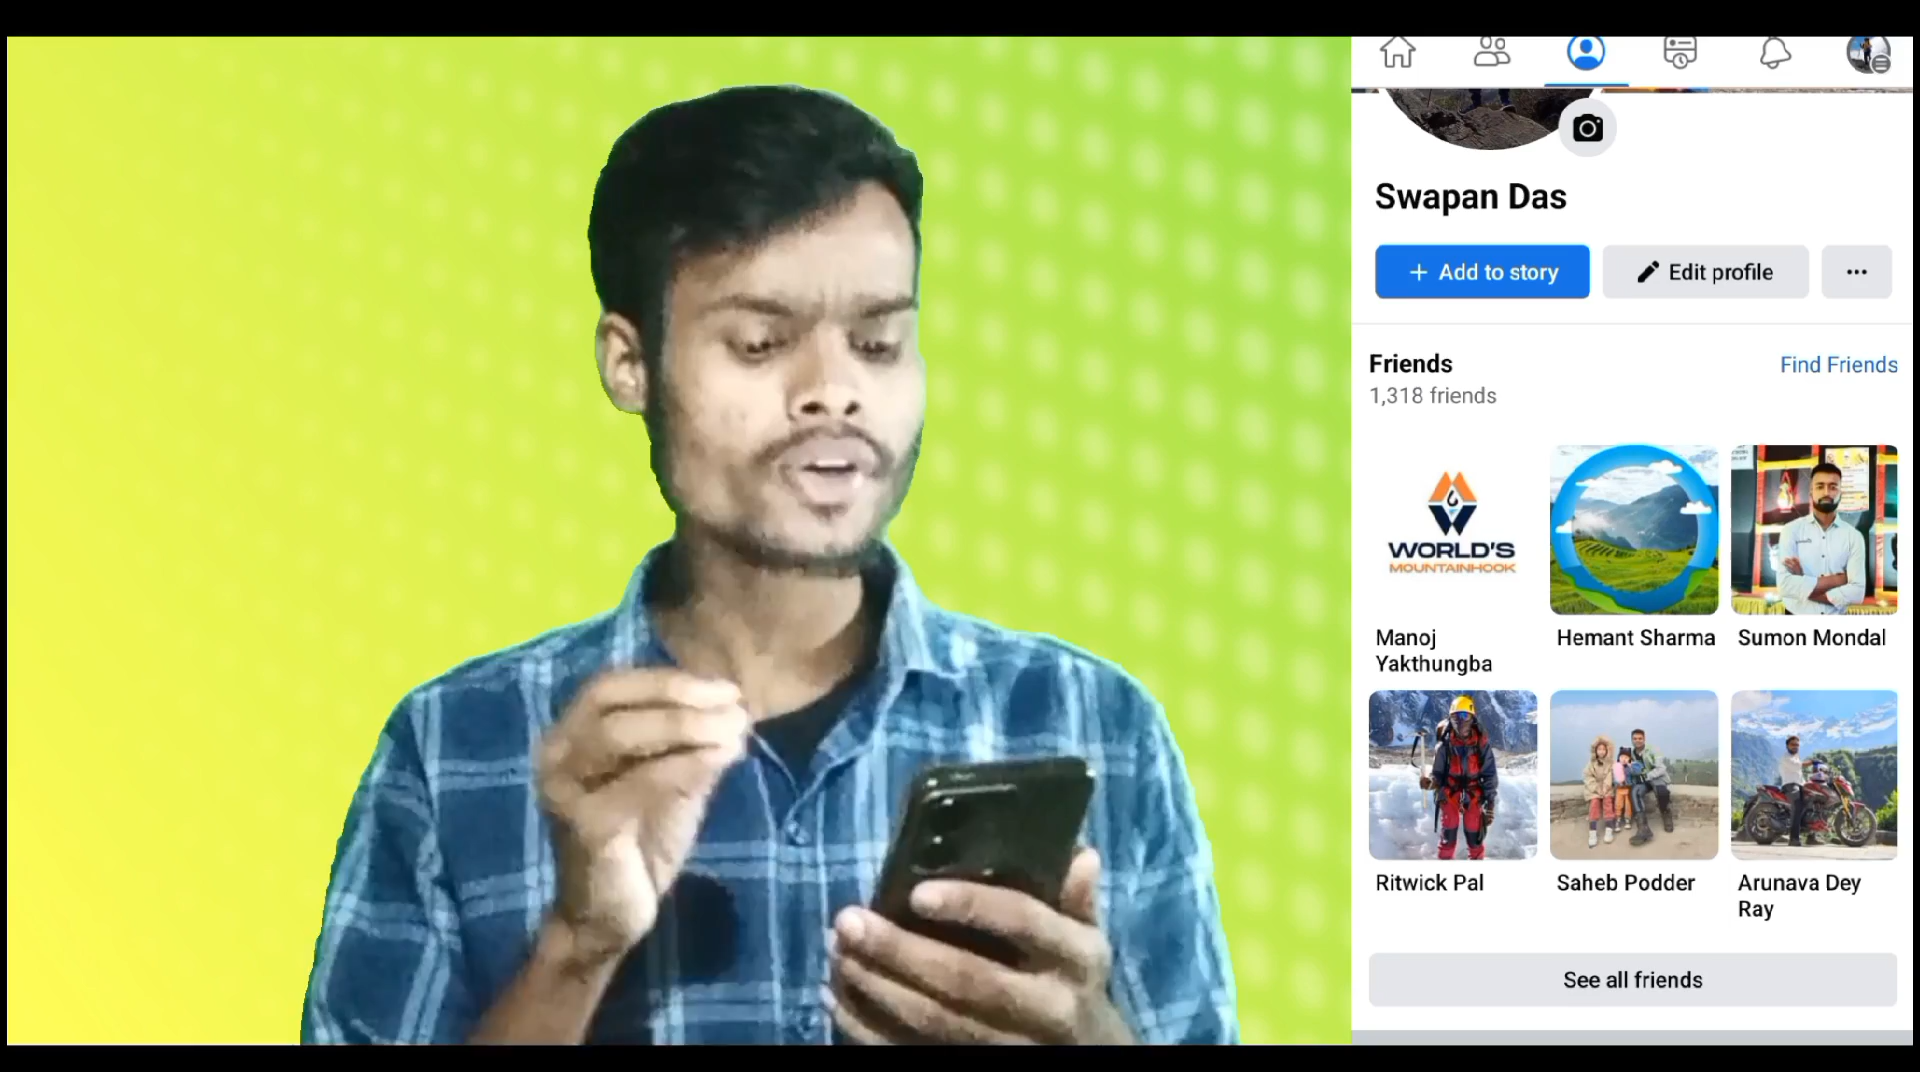 Swapan Das
+ Add to story
Edit profile
...
Friends
Find Friends
1,318 friends
WORLD'S
MOUNTAINHOOK
Manoj
Yakthungba
Hemant Sharma
Sumon Mondal
Ritwick Pal
Saheb Podder
Arunava Dey
Ray
See all friends